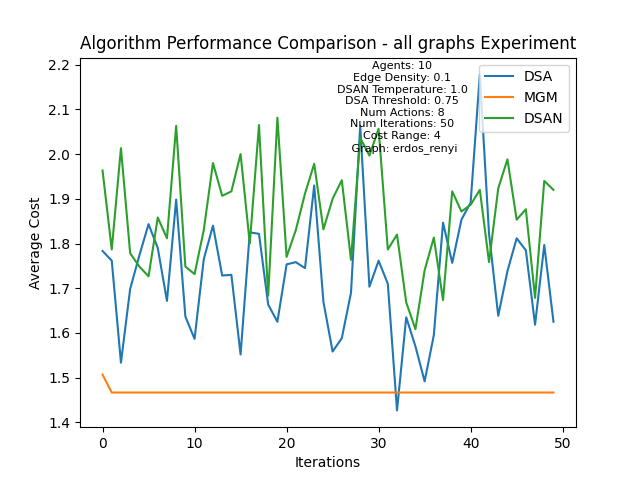 Algorithm Performance Comparison - all graphs Experiment
Agents: 10
Edge Density: 0.1
DSAN Temperature: 1.0
DSA Threshold: 0.75
Num Actions: 8
Num Iterations: 50
Cost Range: 4
Graph: erdos_renyi
DSA
MGM
DSAN
Average Cost
2.2
2.1
2.0
1.9
1.8
1.7
1.6
1.5
1.4
0
10
20
30
40
50
Iterations